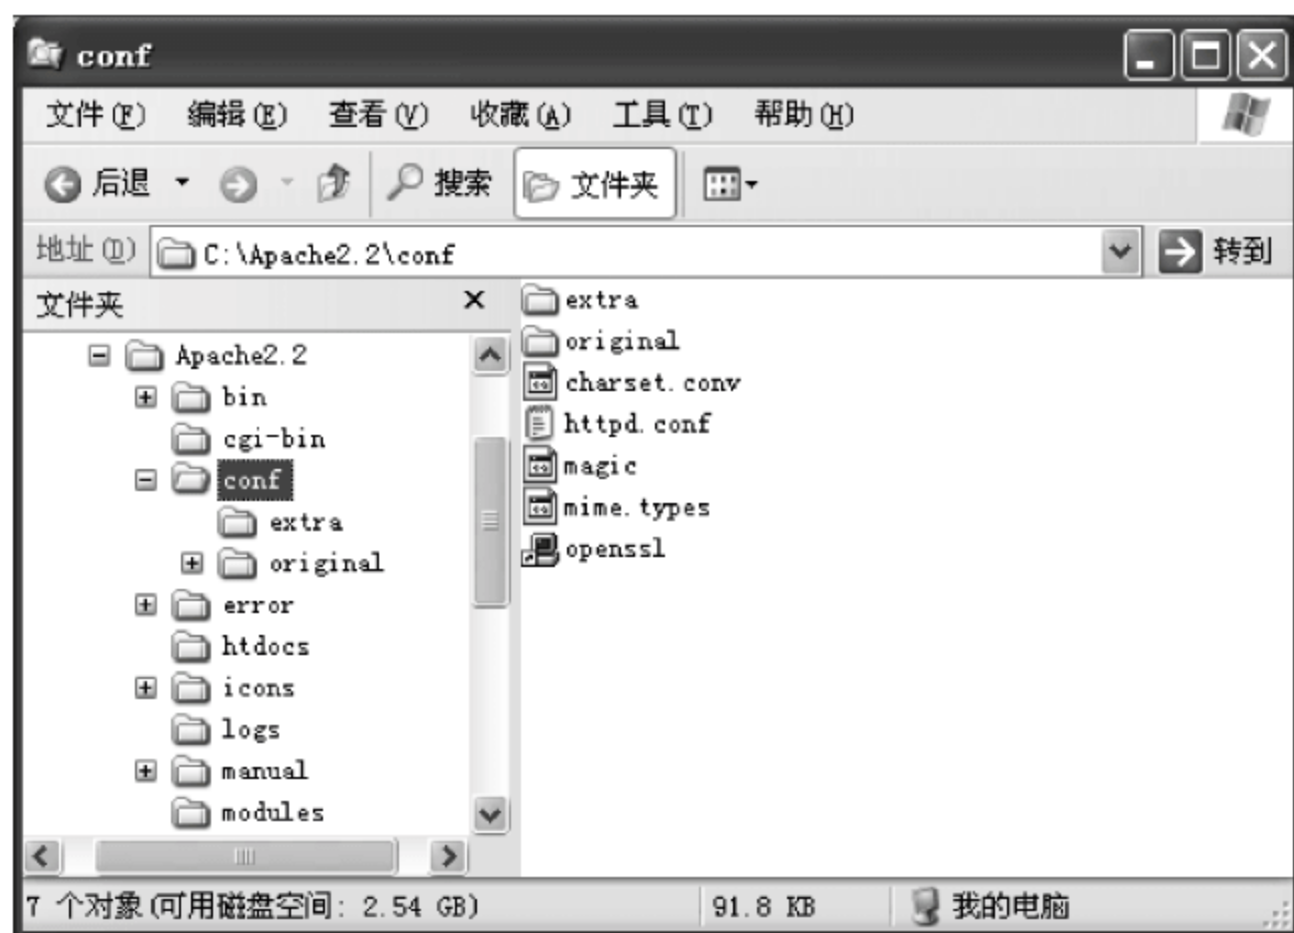 conf
文件(F) 编辑(E) 查看(V) 收藏(A) 工具(T) 帮助(H)
后退 搜索 文件夹
地址(D) C:\Apache2.2\conf 转到
文件夹
Apache2.2
bin
cgi-bin
conf
extra
original
error
htdocs
icons
logs
manual
modules
extra
original
charset.conv
httpd.conf
magic
mime.types
openssl
7 个对象(可用磁盘空间: 2.54 GB) 91.8 KB 我的电脑